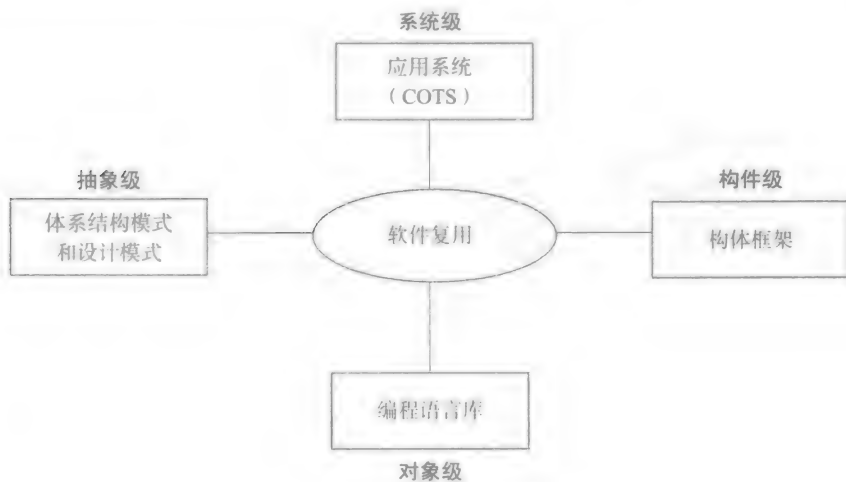 系统级
应用系统
（COTS）
抽象级
体系结构模式
和设计模式
软件复用
构件级
构体框架
编程语言库
对象级